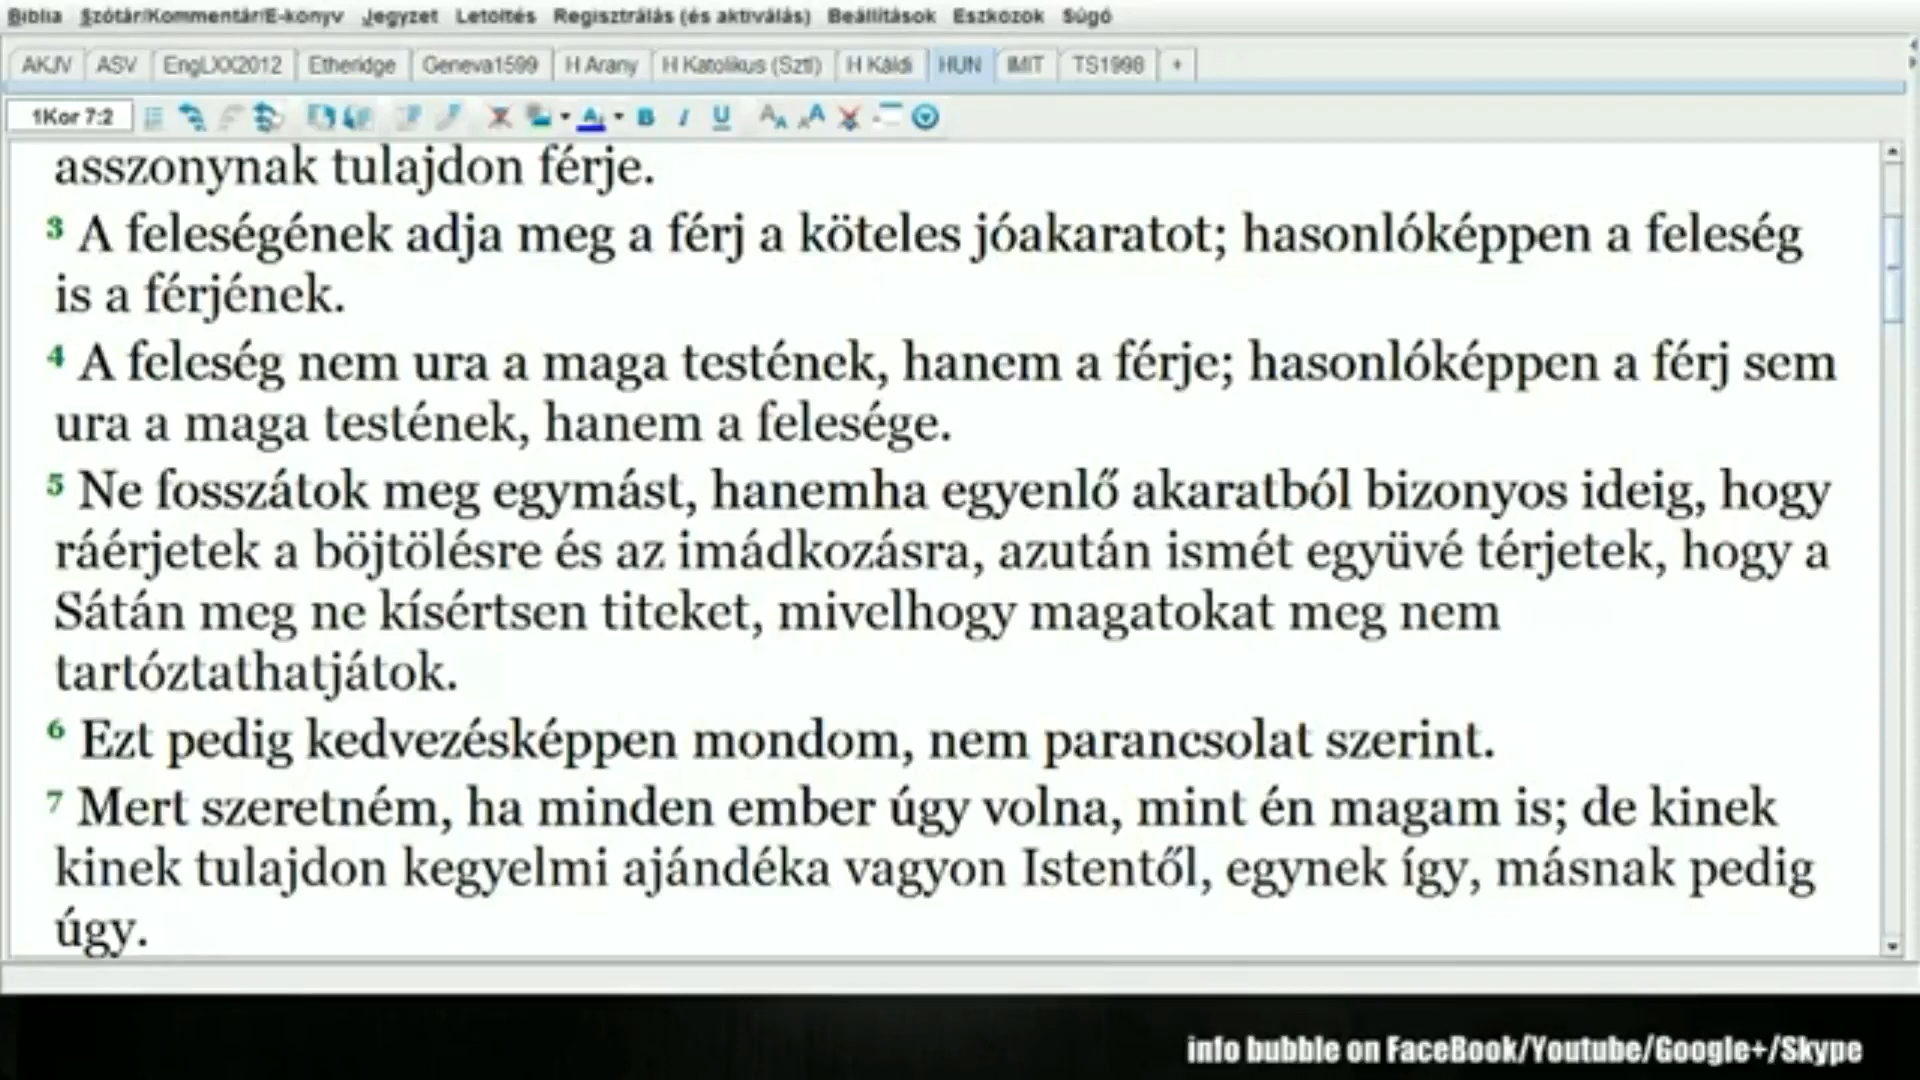 Biblia Szótár/Kommentár/E-könyv Jegyzet Letöltés Regisztrálás (és aktiválás) Beállítások Eszközök Súgó
AKJV ASV EngLXX2012 Etheridge Geneva1599 H Arany H Katolikus (SztI) H Káldi HUN IMIT TS1998 +
1Kor 7:2
asszonynak tulajdon férje.
3 A feleségének adja meg a férj a köteles jóakaratot; hasonlóképpen a feleség
is a férjének.
4 A feleség nem ura a maga testének, hanem a férje; hasonlóképpen a férj sem
ura a maga testének, hanem a felesége.
5 Ne fosszátok meg egymást, hanemha egyenlő akaratból bizonyos ideig, hogy
ráérjetek a böjtölésre és az imádkozásra, azután ismét együvé térjetek, hogy a
Sátán meg ne kísértsen titeket, mivelhogy magatokat meg nem
tartóztathatjátok.
6 Ezt pedig kedvezésképpen mondom, nem parancsolat szerint.
7 Mert szeretném, ha minden ember úgy volna, mint én magam is; de kinek
kinek tulajdon kegyelmi ajándéka vagyon Istentől, egynek így, másnak pedig
úgy.
info bubble on FaceBook/Youtube/Google+/Skype